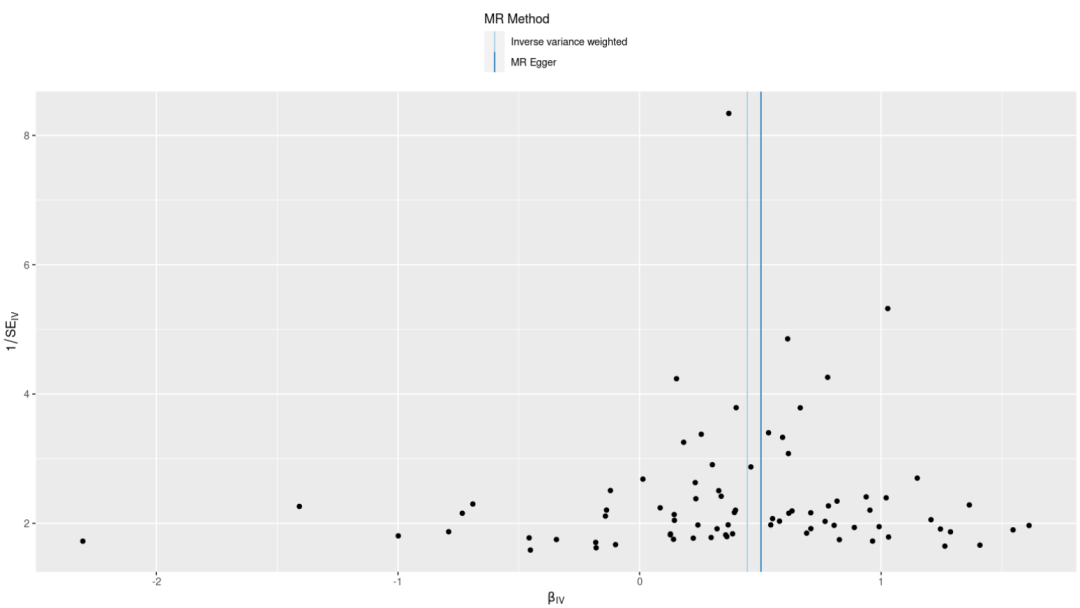 MR Method
Inverse variance weighted
MR Egger
8
6
4
2
1/SE_IV
-2
-1
0
1
β_IV